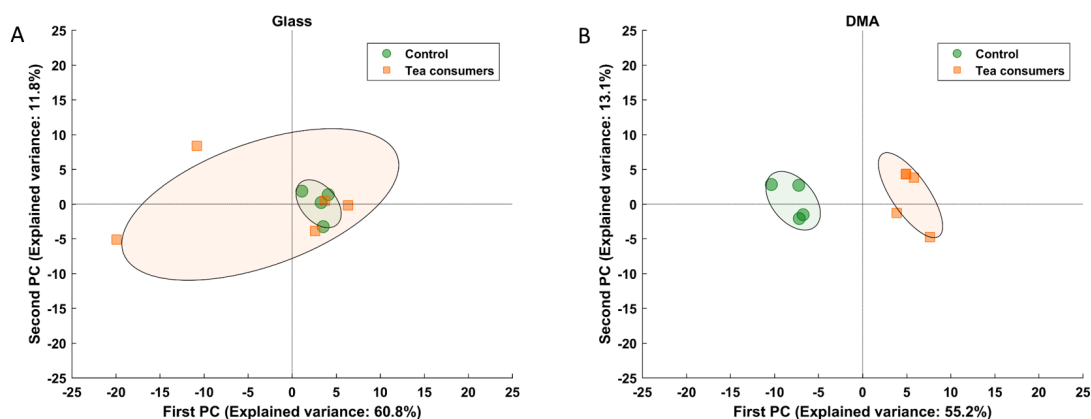 A
Glass
Control
Tea consumers
Second PC (Explained variance: 11.8%)
25
20
15
10
5
0
-5
-10
-15
-20
-25
-25 -20 -15 -10 -5 0 5 10 15 20 25
First PC (Explained variance: 60.8%)
B
DMA
Control
Tea consumers
Second PC (Explained variance: 13.1%)
25
20
15
10
5
0
-5
-10
-15
-20
-25
-25 -20 -15 -10 -5 0 5 10 15 20 25
First PC (Explained variance: 55.2%)